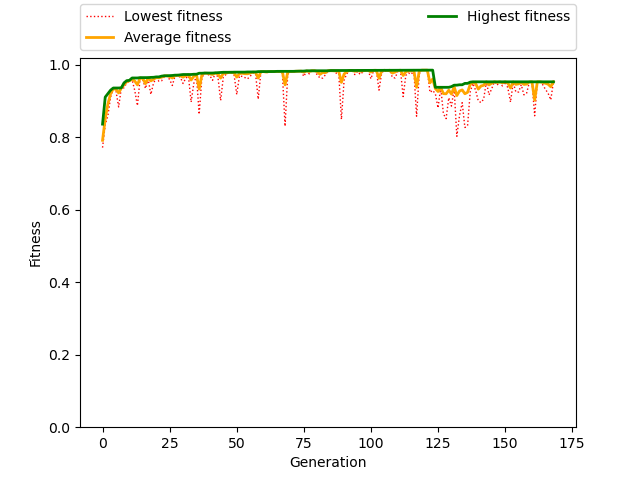 Lowest fitness
Average fitness
Highest fitness
1.0
0.8
0.6
0.4
0.2
0.0
Fitness
0 25 50 75 100 125 150 175
Generation